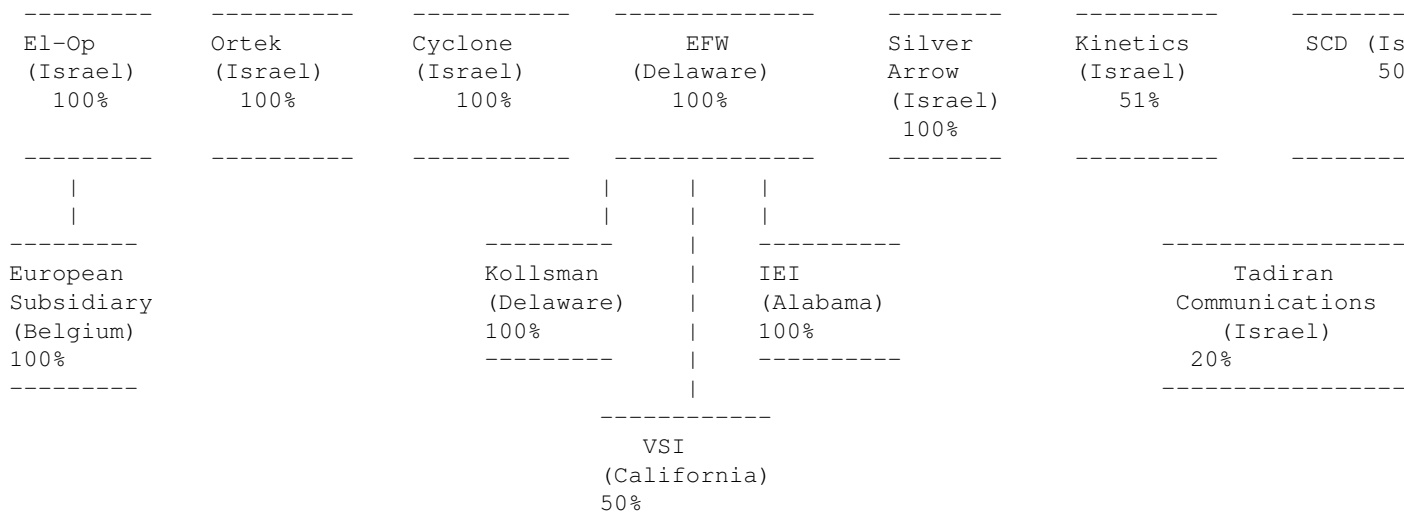 El-Op Ortek Cyclone EFW Silver Kinetics SCD (Is
(Israel) (Israel) (Israel) (Delaware) Arrow (Israel) 50
100% 100% 100% 100% (Israel) 51%
100%
European Kollsman IEI Tadiran
Subsidiary (Delaware) (Alabama) Communications
(Belgium) 100% 100% (Israel)
100% 20%
VSI
(California)
50%